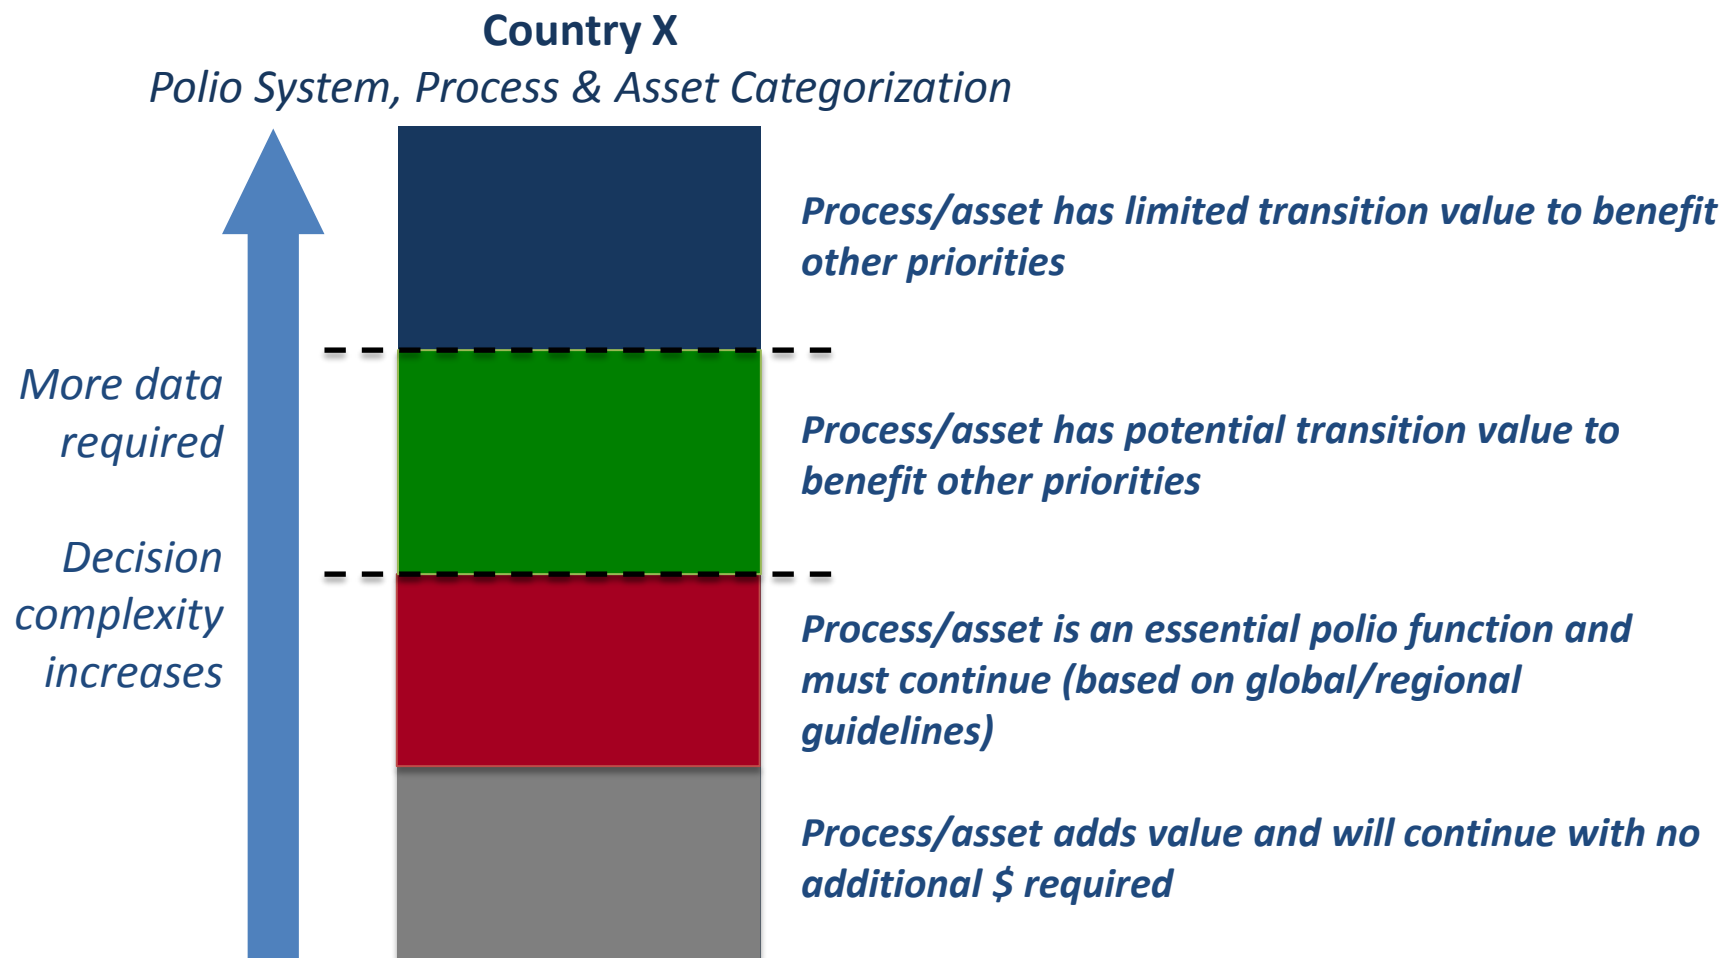 Country X
Polio System, Process & Asset Categorization
Process/asset has limited transition value to benefit
other priorities
More data
required
Process/asset has potential transition value to
benefit other priorities
Decision
complexity
increases
Process/asset is an essential polio function and
must continue (based on global/regional
guidelines)
Process/asset adds value and will continue with no
additional $ required